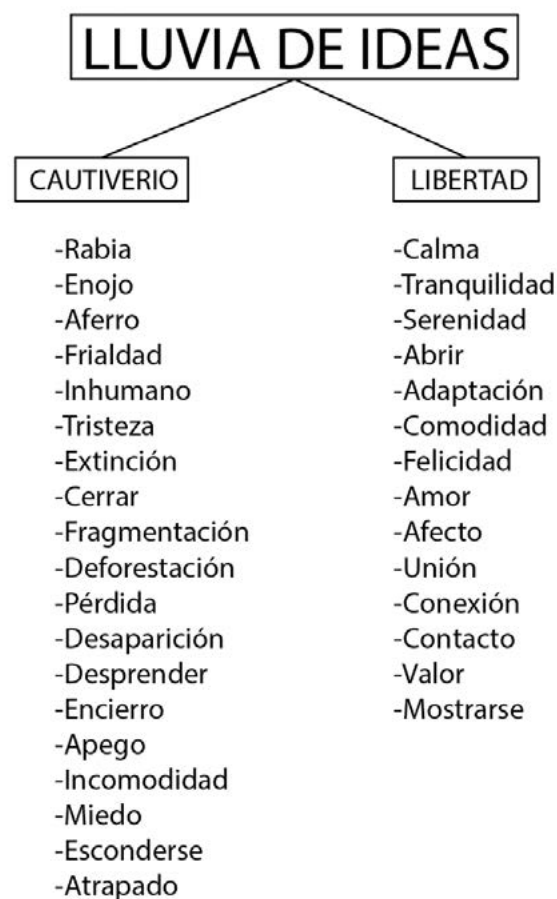 LLUVIA DE IDEAS
CAUTIVERIO
-Rabia
-Enojo
-Aferro
-Frialdad
-Inhumano
-Tristeza
-Extinción
-Cerrar
-Fragmentación
-Deforestación
-Pérdida
-Desaparición
-Desprender
-Encierro
-Apego
-Incomodidad
-Miedo
-Esconderse
-Atrapado
LIBERTAD
-Calma
-Tranquilidad
-Serenidad
-Abrir
-Adaptación
-Comodidad
-Felicidad
-Amor
-Afecto
-Unión
-Conexión
-Contacto
-Valor
-Mostrarse